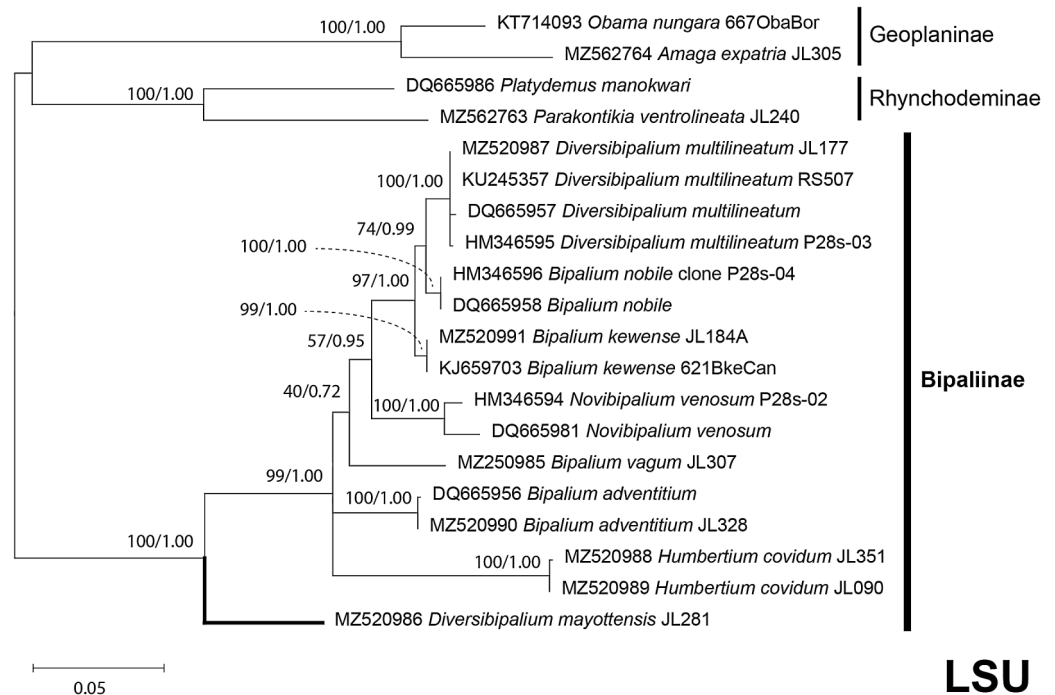 100/1.00
KT714093 Obama nungara 667ObaBor
MZ562764 Amaga expatria JL305
Geoplaninae
100/1.00
DQ665986 Platydemus manokwari
MZ562763 Parakontikia ventrolineata JL240
Rhynchodeminae
MZ520987 Diversibipalium multilineatum JL177
100/1.00
KU245357 Diversibipalium multilineatum RS507
DQ665957 Diversibipalium multilineatum
74/0.99
HM346595 Diversibipalium multilineatum P28s-03
100/1.00
HM346596 Bipalium nobile clone P28s-04
97/1.00
DQ665958 Bipalium nobile
99/1.00
MZ520991 Bipalium kewense JL184A
57/0.95
KJ659703 Bipalium kewense 621BkeCan
Bipaliinae
40/0.72
100/1.00
HM346594 Novibipalium venosum P28s-02
DQ665981 Novibipalium venosum
MZ250985 Bipalium vagum JL307
99/1.00
100/1.00
DQ665956 Bipalium adventitium
MZ520990 Bipalium adventitium JL328
100/1.00
100/1.00
MZ520988 Humbertium covidum JL351
MZ520989 Humbertium covidum JL090
MZ520986 Diversibipalium mayottensis JL281
0.05
LSU